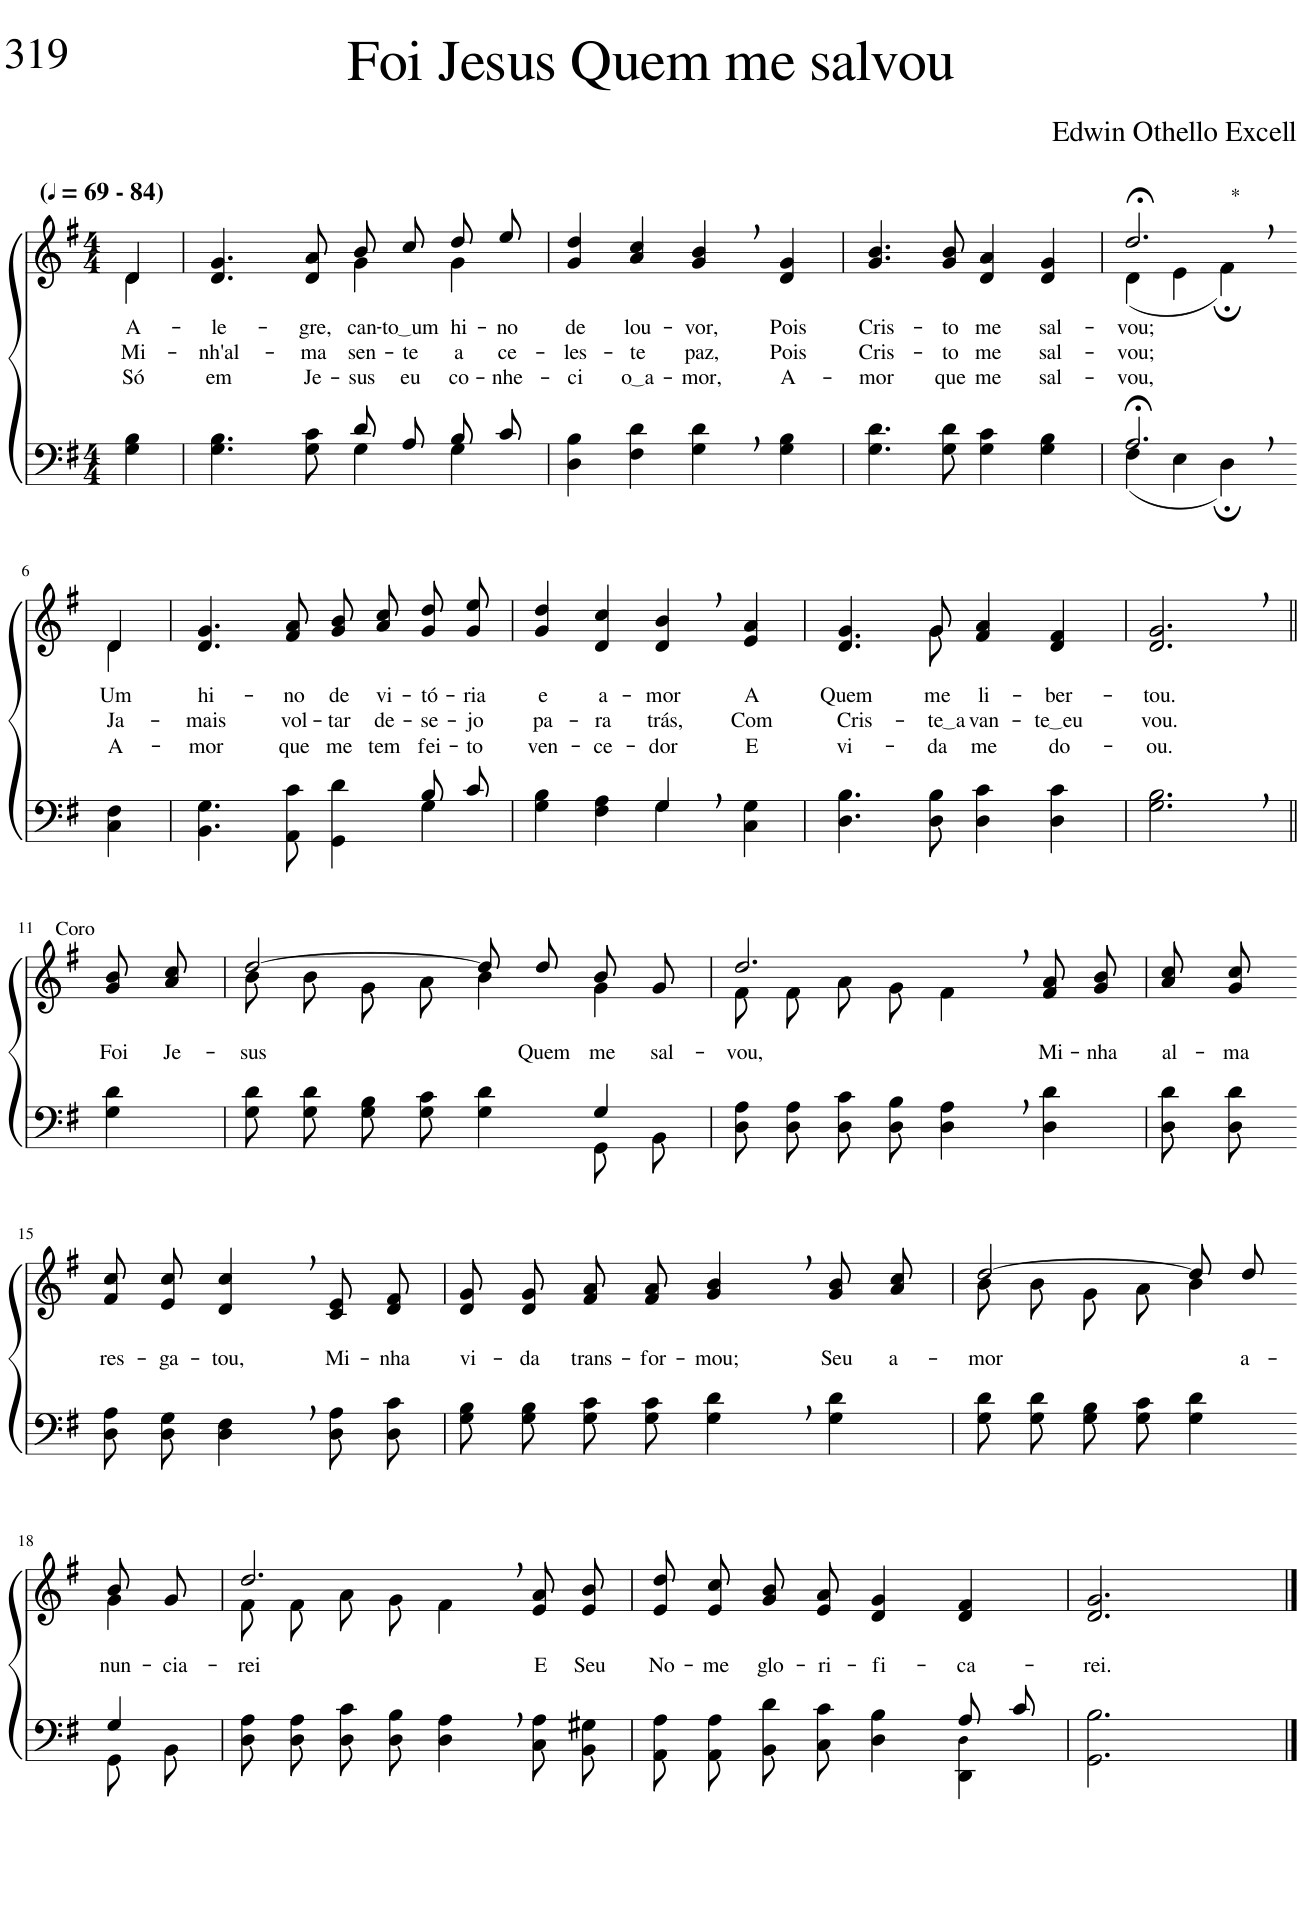 319
Foi Jesus Quem me salvou
Edwin Othello Excell
(♩ = 69 - 84)
*
A - le - gre, can-to‿um hi - no de lou - vor, Pois Cris - to me sal - vou;
Mi - nh'al - ma sen - te a ce - les - te paz, Pois Cris - to me sal - vou;
Só em Je - sus eu co - nhe - ci o‿a - mor, A - mor que me sal - vou,
6
Um hi - no de vi - tó - ria e a - mor A Quem me li - ber - tou.
Ja - mais vol - tar de - se - jo pa - ra trás, Com Cris - te‿a van - te‿eu vou.
A - mor que me tem fei - to ven - ce - dor E vi - da me do - ou.
11 Coro
Foi Je - sus Quem me sal - vou, Mi - nha al - ma
15
res - ga - tou, Mi - nha vi - da trans - for - mou; Seu a - mor a -
18
nun - cia - rei E Seu No - me glo - ri - fi - ca - rei.